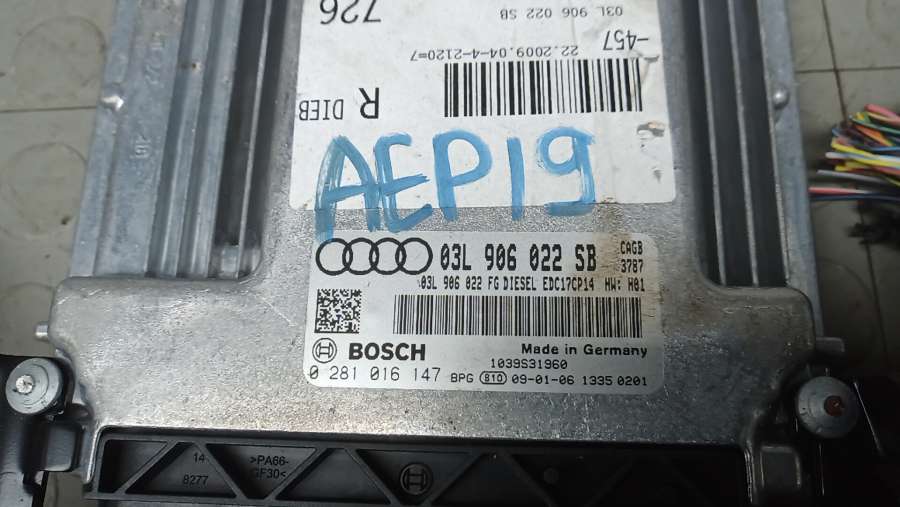 726
03L 906 022 SB
-457
22.2009.04-4-2120=7
R DIEB
AEP19
03L 906 022 SB
CAGB
3787
03L 906 022 FG DIESEL EDC17CP14 HW: H01
BOSCH
Made in Germany
1039S31960
0 281 016 147 BPG 810 09-01-06 1335 0201
14
8277
>PA66-
GF30<